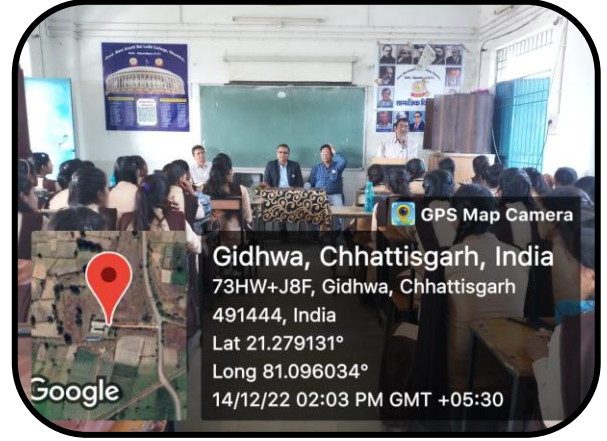 सामाजिक
GPS Map Camera
Gidhwa, Chhattisgarh, India
73HW+J8F, Gidhwa, Chhattisgarh
491444, India
Lat 21.279131°
Long 81.096034°
14/12/22 02:03 PM GMT +05:30
Google